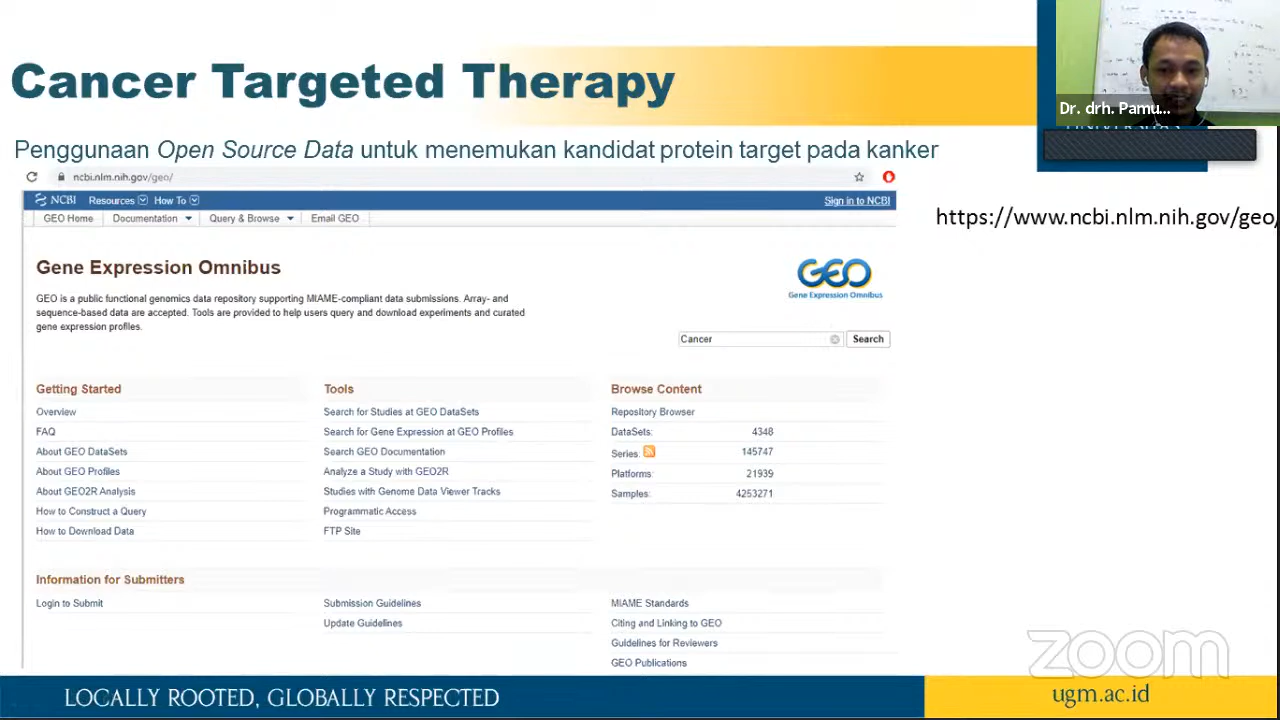 Cancer Targeted Therapy
Dr. drh. Pamu...
Penggunaan Open Source Data untuk menemukan kandidat protein target pada kanker
ncbi.nlm.nih.gov/geo/
NCBI Resources How To Sign in to NCBI
GEO Home Documentation Query & Browse Email GEO
https://www.ncbi.nlm.nih.gov/geo/
Gene Expression Omnibus
GEO
Gene Expression Omnibus
GEO is a public functional genomics data repository supporting MIAME-compliant data submissions. Array- and
sequence-based data are accepted. Tools are provided to help users query and download experiments and curated
gene expression profiles.
Cancer Search
Getting Started
Overview
FAQ
About GEO DataSets
About GEO Profiles
About GEO2R Analysis
How to Construct a Query
How to Download Data
Tools
Search for Studies at GEO DataSets
Search for Gene Expression at GEO Profiles
Search GEO Documentation
Analyze a Study with GEO2R
Studies with Genome Data Viewer Tracks
Programmatic Access
FTP Site
Browse Content
Repository Browser
DataSets: 4348
Series: 145747
Platforms: 21939
Samples: 4253271
Information for Submitters
Login to Submit
Submission Guidelines
Update Guidelines
MIAME Standards
Citing and Linking to GEO
Guidelines for Reviewers
GEO Publications
zoom
LOCALLY ROOTED, GLOBALLY RESPECTED
ugm.ac.id